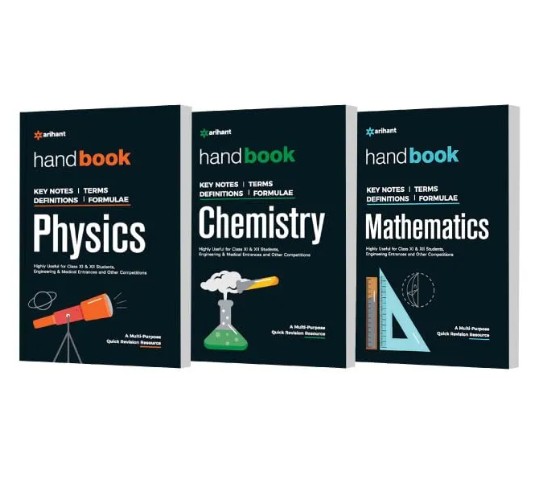 arihant
handbook
KEY NOTES | TERMS
DEFINITIONS | FORMULAE
Physics
Highly Useful for Class XI & XII Students,
Engineering & Medical Entrances and Other Competitions
A Multi-Purpose
Quick Revision Resource
arihant
handbook
KEY NOTES | TERMS
DEFINITIONS | FORMULAE
Chemistry
Highly Useful for Class XI & XII Students,
Engineering & Medical Entrances and Other Competitions
A Multi-Purpose
Quick Revision Resource
arihant
handbook
KEY NOTES | TERMS
DEFINITIONS | FORMULAE
Mathematics
Highly Useful for Class XI & XII Students,
Engineering Entrances and Other Competitions
A Multi-Purpose
Quick Revision Resource